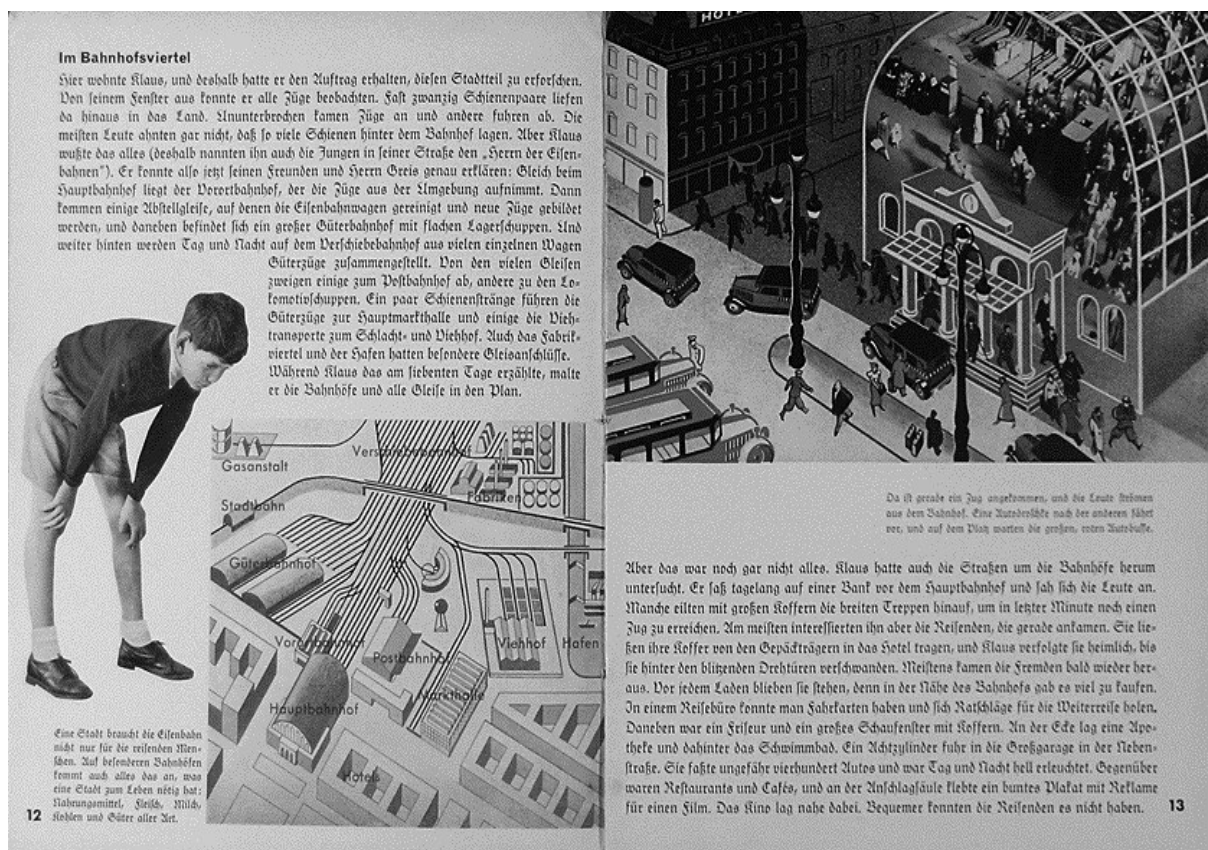 Im Bahnhofsviertel
Hier wohnte Klaus, und deshalb hatte er den Auftrag erhalten, diesen Stadtteil zu erforschen.
Von seinem Fenster aus konnte er alle Züge beobachten. Fast zwanzig Schienenpaare liefen
da hinaus in das Land. Ununterbrochen kamen Züge an und andere fuhren ab. Die
meisten Leute ahnten gar nicht, daß so viele Schienen hinter dem Bahnhof lagen. Aber Klaus
wußte das alles (deshalb nannten ihn auch die Jungen in seiner Straße den „Herrn der Eisen-
bahnen"). Er konnte also jetzt seinen Freunden und Herrn Greis genau erklären: Gleich beim
Hauptbahnhof liegt der Vorortbahnhof, der die Züge aus der Umgebung aufnimmt. Dann
kommen einige Abstellgleise, auf denen die Eisenbahnwagen gereinigt und neue Züge gebildet
werden, und daneben befindet sich ein großer Güterbahnhof mit flachen Lagerschuppen. Und
weiter hinten werden Tag und Nacht auf dem Verschiebebahnhof aus vielen einzelnen Wagen
Güterzüge zusammengestellt. Von den vielen Gleisen
zweigen einige zum Postbahnhof ab, andere zu den Lo-
komotivschuppen. Ein paar Schienenstränge führen die
Güterzüge zur Hauptmarkthalle und einige die Vieh-
transporte zum Schlacht- und Viehhof. Auch das Fabrik-
viertel und der Hafen hatten besondere Gleisanschlüsse.
Während Klaus das am siebenten Tage erzählte, malte
er die Bahnhöfe und alle Gleise in den Plan.
Gasanstalt
Verschiebebahnhof
Fabriken
Stadtbahn
Güterbahnhof
Vorortbahnhof
Postbahnhof
Viehhof
Hafen
Markthalle
Hauptbahnhof
Hotels
Eine Stadt braucht die Eisenbahn
nicht nur für die reisenden Men-
schen. Auf besonderen Bahnhöfen
kommt auch alles das an, was
eine Stadt zum Leben nötig hat:
Nahrungsmittel, Fleisch, Milch,
Kohlen und Güter aller Art.
12
HOTEL
Da ist gerade ein Zug angekommen, und die Leute strömen
aus dem Bahnhof. Eine Autodroschke nach der anderen fährt
vor, und auf dem Platz warten die großen, roten Autobusse.
Aber das war noch gar nicht alles. Klaus hatte auch die Straßen um die Bahnhöfe herum
untersucht. Er saß tagelang auf einer Bank vor dem Hauptbahnhof und sah sich die Leute an.
Manche eilten mit großen Koffern die breiten Treppen hinauf, um in letzter Minute noch einen
Zug zu erreichen. Am meisten interessierten ihn aber die Reisenden, die gerade ankamen. Sie lie-
ßen ihre Koffer von den Gepäckträgern in das Hotel tragen, und Klaus verfolgte sie heimlich, bis
sie hinter den blitzenden Drehtüren verschwanden. Meistens kamen die Fremden bald wieder her-
aus. Vor jedem Laden blieben sie stehen, denn in der Nähe des Bahnhofs gab es viel zu kaufen.
In einem Reisebüro konnte man Fahrkarten haben und sich Ratschläge für die Weiterreise holen.
Daneben war ein Friseur und ein großes Schaufenster mit Koffern. An der Ecke lag eine Apo-
theke und dahinter das Schwimmbad. Ein Achtzylinder fuhr in die Großgarage in der Neben-
straße. Sie faßte ungefähr vierhundert Autos und war Tag und Nacht hell erleuchtet. Gegenüber
waren Restaurants und Cafés, und an der Anschlagsäule klebte ein buntes Plakat mit Reklame
für einen Film. Das Kino lag nahe dabei. Bequemer konnten die Reisenden es nicht haben.
13